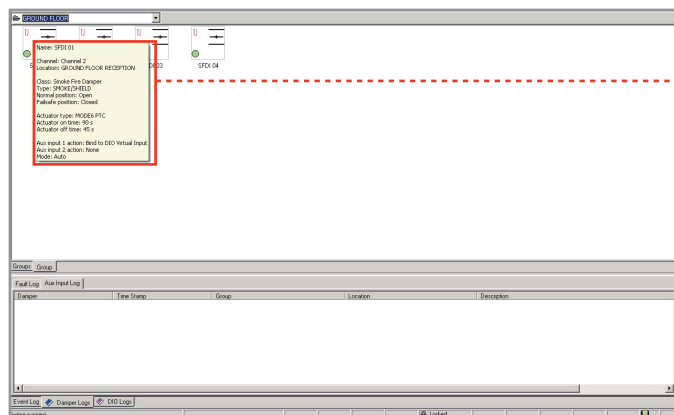 GROUND FLOOR
Name: SFDI 01
Channel: Channel 2
Location: GROUND FLOOR RECEPTION
Class: Smoke Fire Damper
Type: SMOKE/SHIELD
Normal position: Open
Failsafe position: Closed
Actuator type: MODE6 PTC
Actuator on time: 90 s
Actuator off time: 45 s
Aux input 1 action: Bind to DIO Virtual Input
Aux input 2 action: None
Mode: Auto
SFDI 04
Groups Group
Fault Log Aux Input Log
Damper Time Stamp Group Location Description
Event Log Damper Logs DIO Logs
Locked